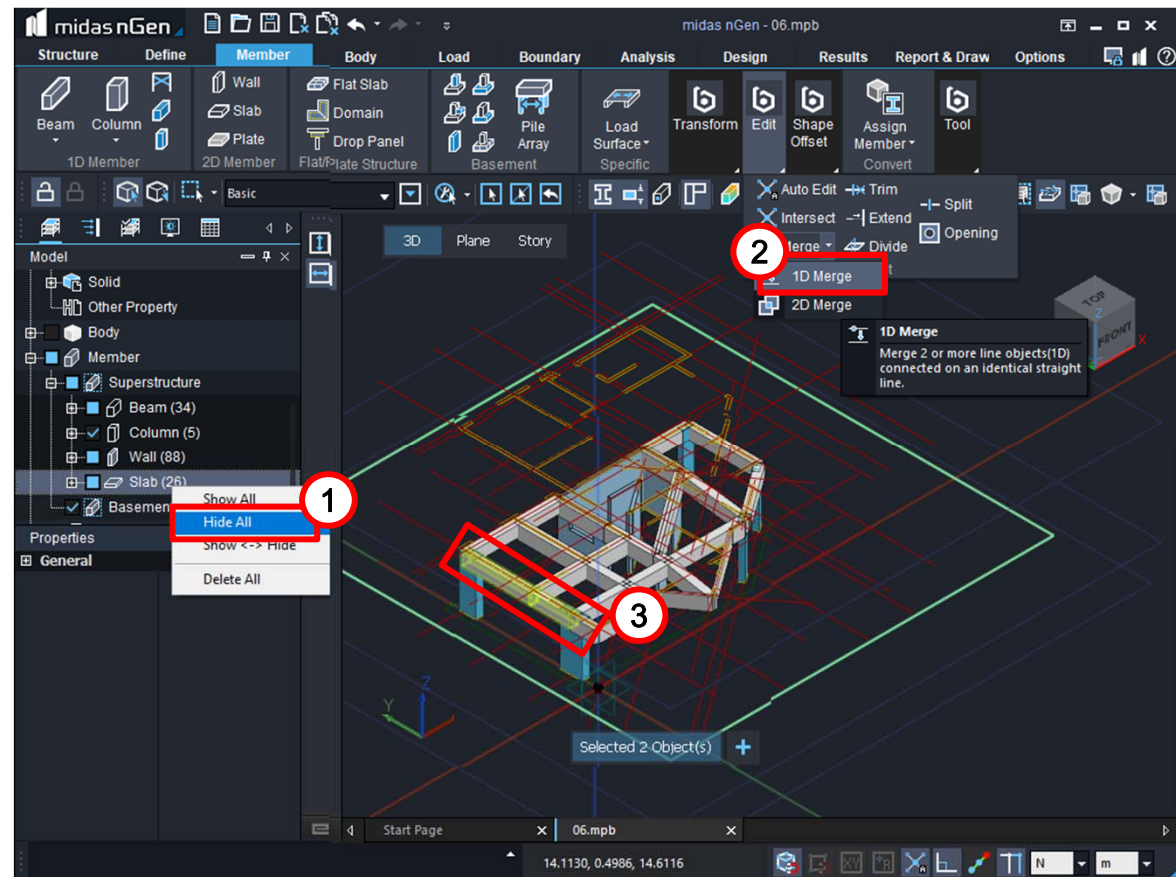 midas nGen
midas nGen - 06.mpb
Structure Define Member Body Load Boundary Analysis Design Results Report & Draw Options
Beam
Column
1D Member
Wall
Slab
Plate
2D Member
Flat Slab
Domain
Drop Panel
Flat/Plate Structure
Pile
Array
Basement
Load
Surface
Specific
Transform
Edit
Shape
Offset
Assign
Member
Convert
Tool
Basic
Auto Edit Trim
Split
Intersect Extend
Opening
Merge Divide
2
1D Merge
2D Merge
1D Merge
Merge 2 or more line objects(1D)
connected on an identical straight
line.
3D Plane Story
TOP
FRONT
Z
X
Model
Solid
Other Property
Body
Member
Superstructure
Beam (34)
Column (5)
Wall (88)
Slab (26)
Basemen
Show All
1
Hide All
Show <-> Hide
Delete All
Properties
General
3
Z
Y
Selected 2 Object(s) +
Start Page
06.mpb
14.1130, 0.4986, 14.6116
N
m